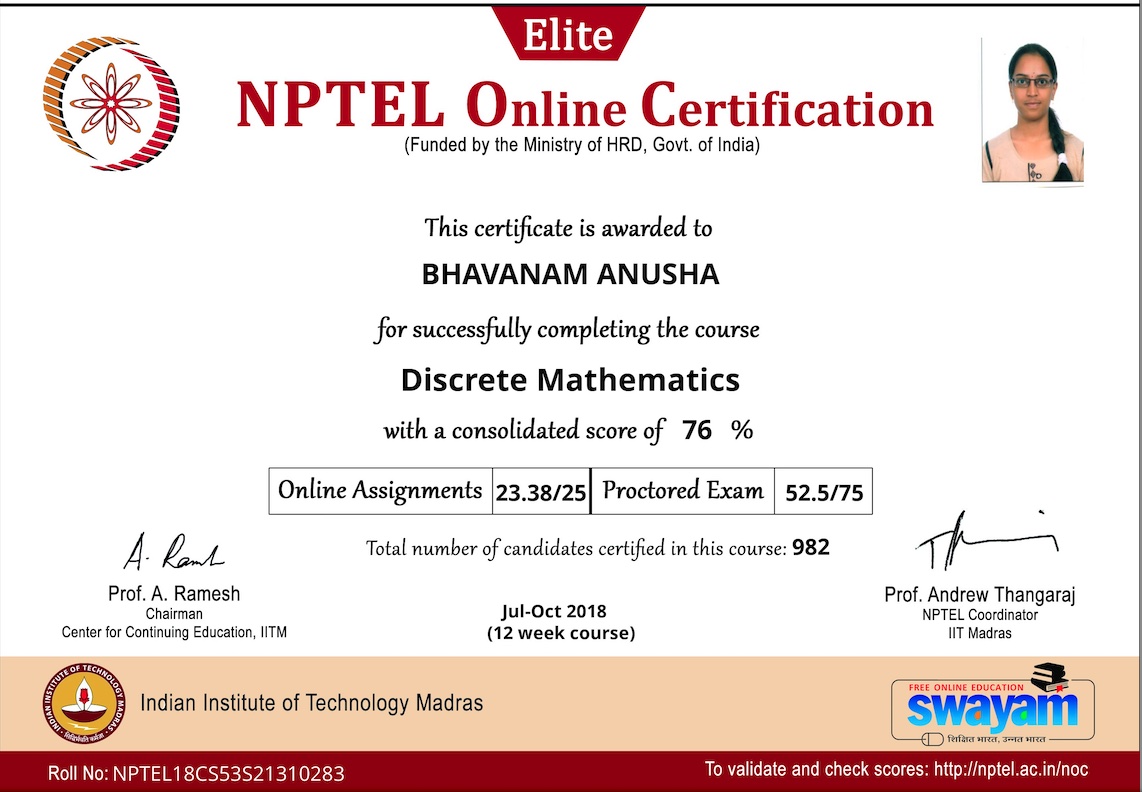 Elite
NPTEL Online Certification
(Funded by the Ministry of HRD, Govt. of India)
This certificate is awarded to
BHAVANAM ANUSHA
for successfully completing the course
Discrete Mathematics
with a consolidated score of 76 %
Online Assignments 23.38/25 Proctored Exam 52.5/75
Total number of candidates certified in this course: 982
A. Ramesh
Prof. A. Ramesh
Chairman
Center for Continuing Education, IITM
Jul-Oct 2018
(12 week course)
Prof. Andrew Thangaraj
NPTEL Coordinator
IIT Madras
INDIAN INSTITUTE OF TECHNOLOGY MADRAS
सिद्धिर्भवति कर्मजा
Indian Institute of Technology Madras
FREE ONLINE EDUCATION
swayam
शिक्षित भारत, उन्नत भारत
Roll No: NPTEL18CS53S21310283
To validate and check scores: http://nptel.ac.in/noc